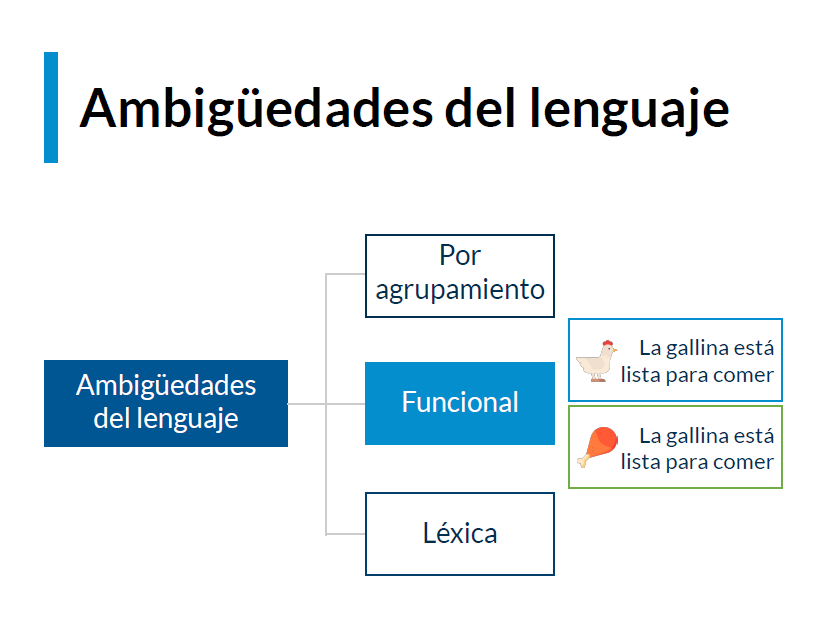 Ambigüedades del lenguaje
Por
agrupamiento
Ambigüedades
del lenguaje
Funcional
La gallina está
lista para comer
La gallina está
lista para comer
Léxica